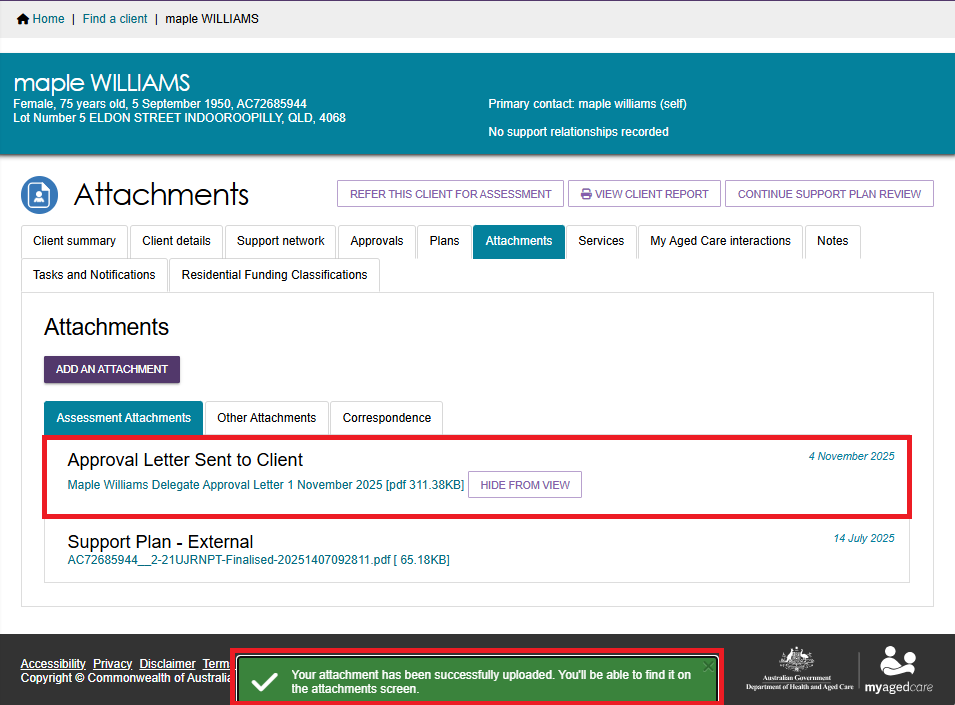 Home | Find a client | maple WILLIAMS
maple WILLIAMS
Female, 75 years old, 5 September 1950, AC72685944
Lot Number 5 ELDON STREET INDOOROOPILLY, QLD, 4068
Primary contact: maple williams (self)
No support relationships recorded
Attachments
REFER THIS CLIENT FOR ASSESSMENT
VIEW CLIENT REPORT
CONTINUE SUPPORT PLAN REVIEW
Client summary
Client details
Support network
Approvals
Plans
Attachments
Services
My Aged Care interactions
Notes
Tasks and Notifications
Residential Funding Classifications
Attachments
ADD AN ATTACHMENT
Assessment Attachments
Other Attachments
Correspondence
Approval Letter Sent to Client
4 November 2025
Maple Williams Delegate Approval Letter 1 November 2025 [pdf 311.38KB]
HIDE FROM VIEW
Support Plan - External
14 July 2025
AC72685944__2-21UJRNPT-Finalised-20251407092811.pdf [ 65.18KB]
Accessibility Privacy Disclaimer Term
Copyright © Commonwealth of Australia
Your attachment has been successfully uploaded. You'll be able to find it on
the attachments screen.
Australian Government
Department of Health and Aged Care
myagedcare